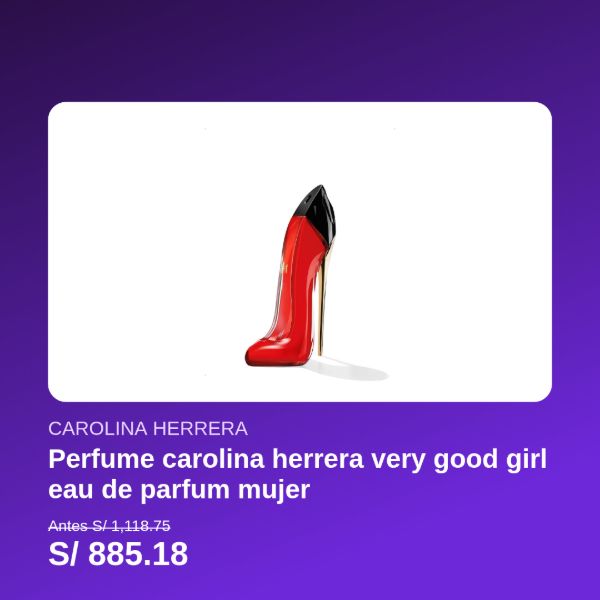 CAROLINA HERRERA
Perfume carolina herrera very good girl
eau de parfum mujer
Antes S/ 1,118.75
S/ 885.18